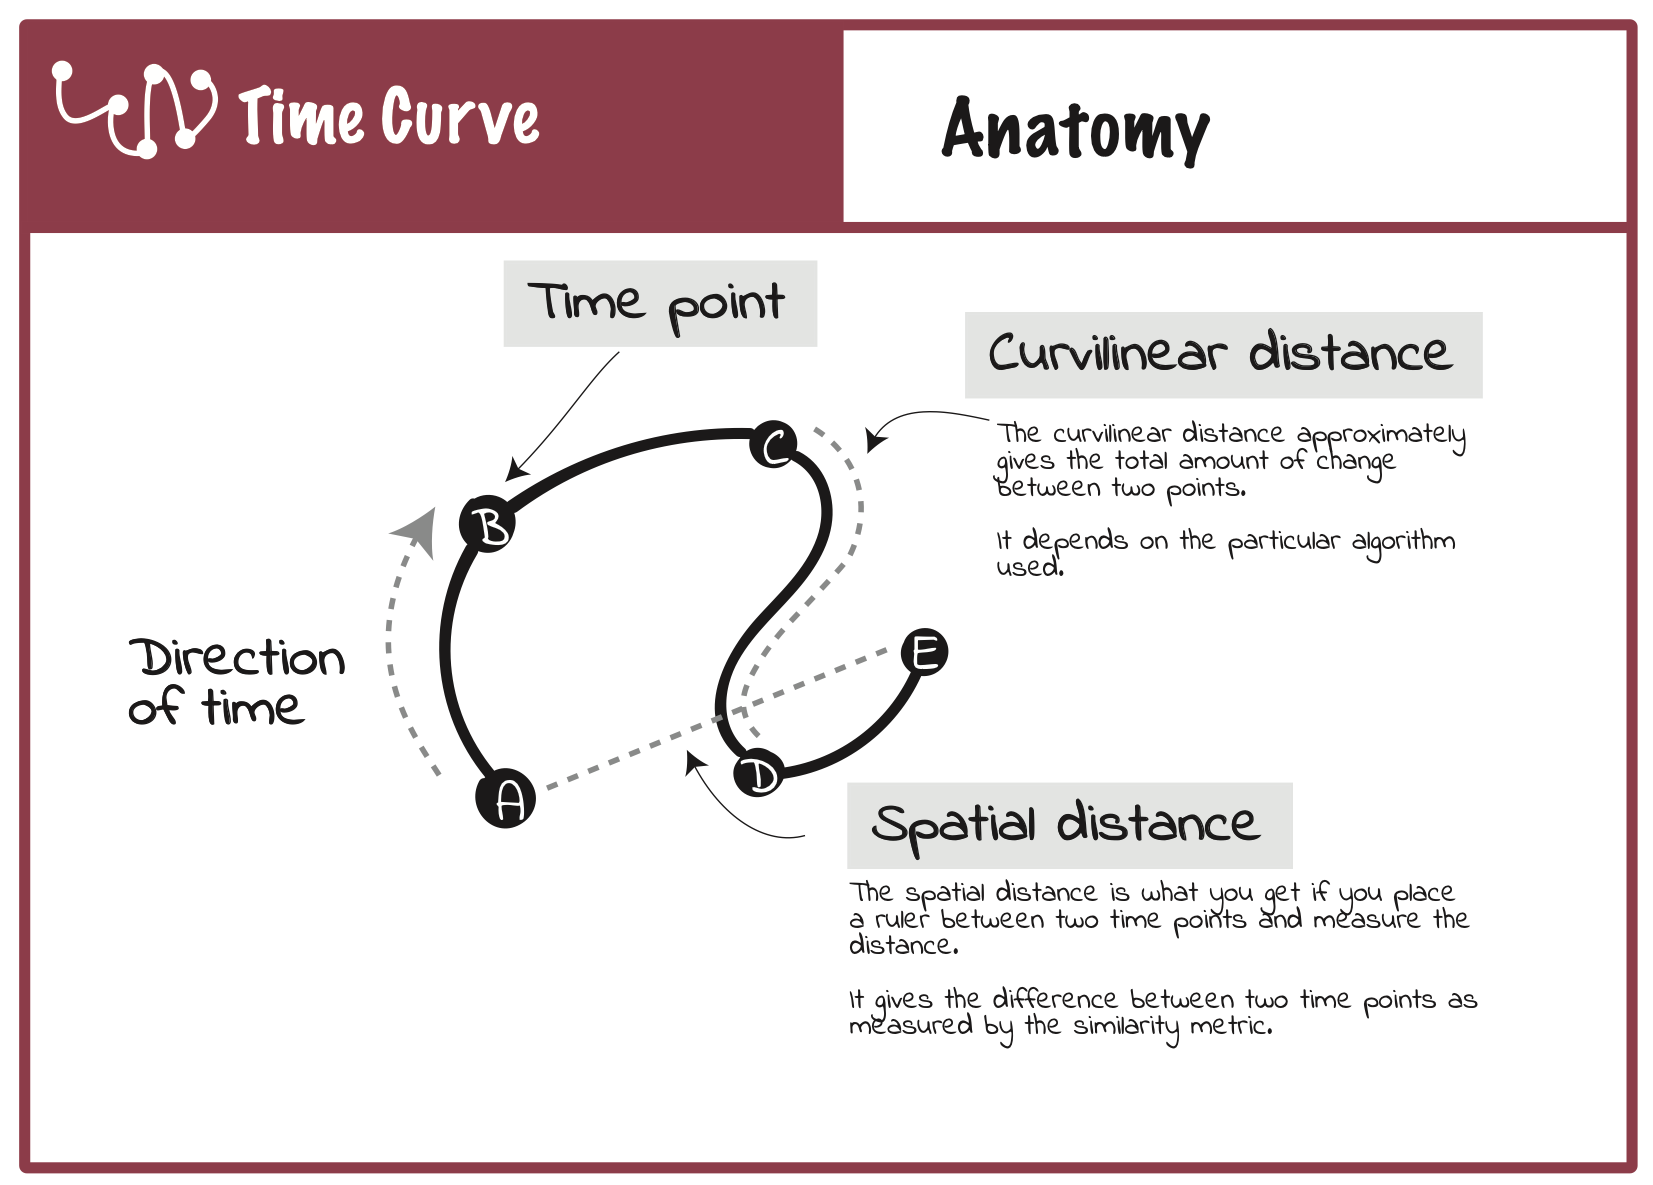 Time Curve
Anatomy
Time point
Curvilinear distance
The curvilinear distance approximately
gives the total amount of change
between two points.
It depends on the particular algorithm
used.
B
C
Direction
of time
E
A
D
Spatial distance
The spatial distance is what you get if you place
a ruler between two time points and measure the
distance.
It gives the difference between two time points as
measured by the similarity metric.